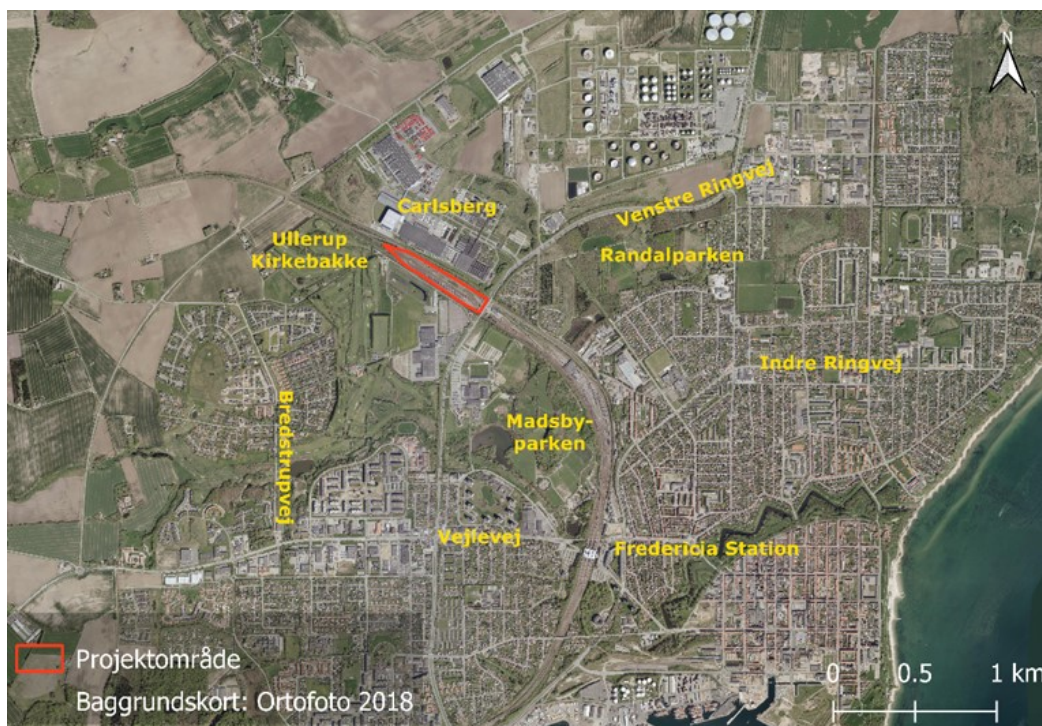 N
Venstre Ringvej
Carlsberg
Ullerup
Kirkebakke
Randalparken
Indre Ringvej
Bredstrupvej
Madsby-
parken
Vejlevej
Fredericia Station
Projektområde
Baggrundskort: Ortofoto 2018
0 0.5 1 km